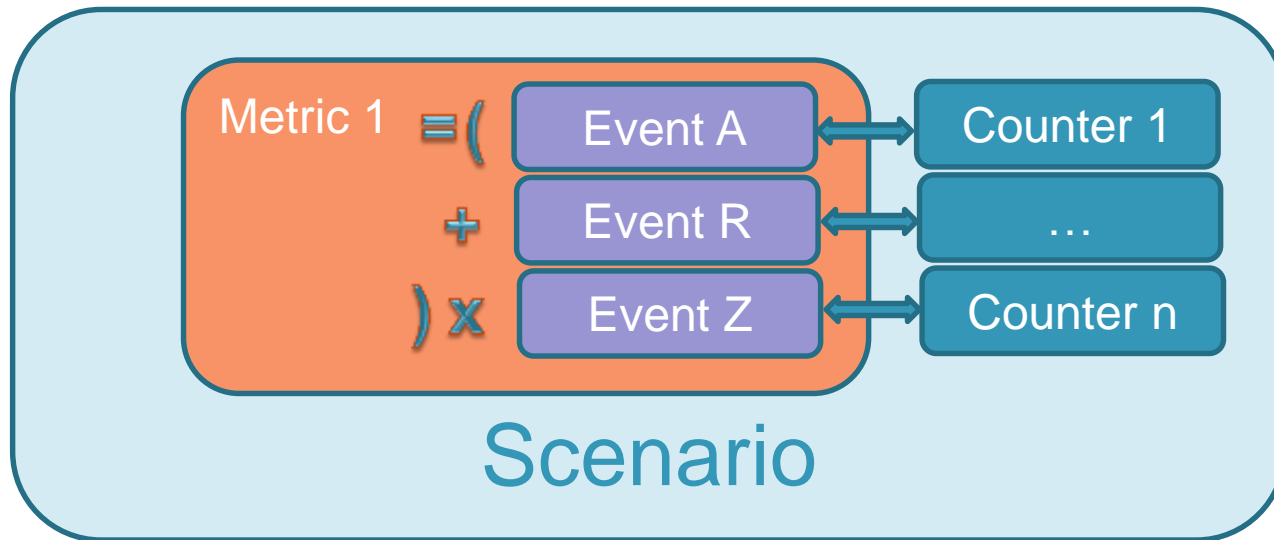 Metric 1 =( Event A Counter 1
+ Event R ...
) x Event Z Counter n
Scenario